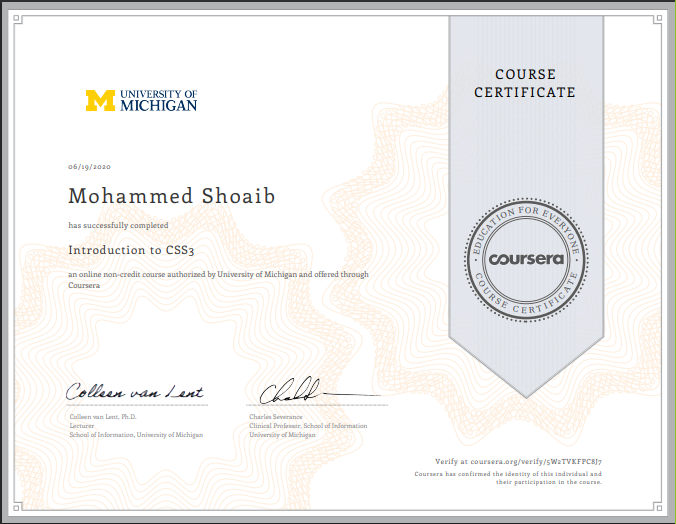 COURSE
CERTIFICATE
UNIVERSITY OF
MICHIGAN
06/19/2020
Mohammed Shoaib
has successfully completed
Introduction to CSS3
an online non-credit course authorized by University of Michigan and offered through
Coursera
EDUCATION FOR EVERYONE
coursera
COURSE CERTIFICATE
Colleen van Lent
Colleen van Lent, Ph.D.
Lecturer
School of Information, University of Michigan
Charles Severance
Clinical Professor, School of Information
University of Michigan
Verify at coursera.org/verify/5W2TVKFPC8J7
Coursera has confirmed the identity of this individual and
their participation in the course.